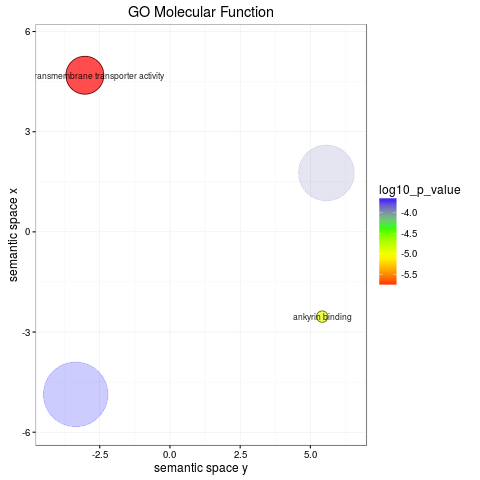 GO Molecular Function
6
3
0
-3
-6
semantic space x
ransmembrane transporter activity
ankyrin binding
-2.5
0.0
2.5
5.0
semantic space y
log10_p_value
-4.0
-4.5
-5.0
-5.5